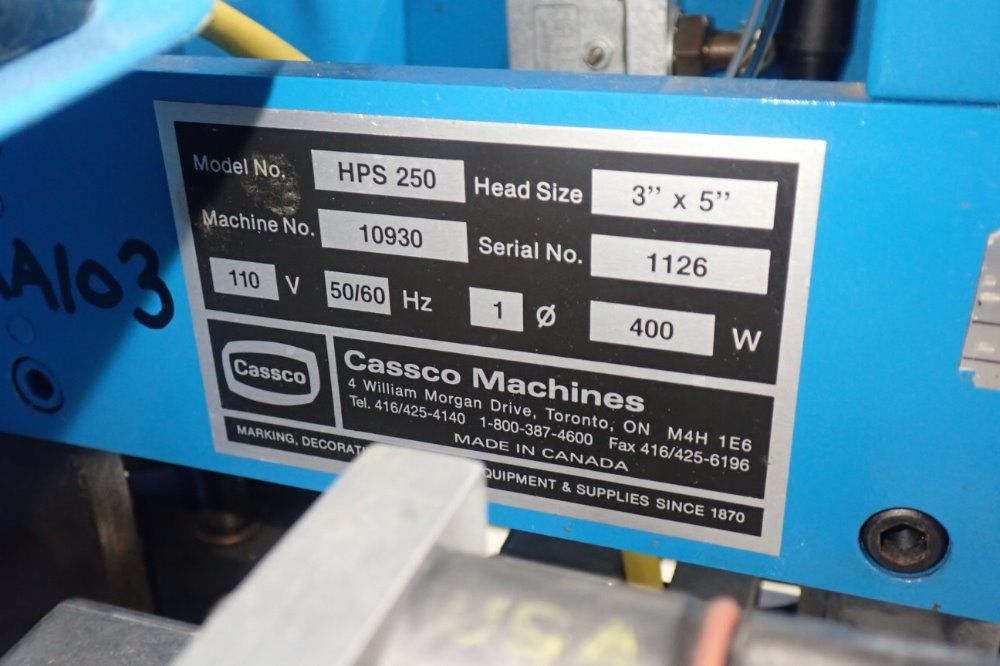 Model No. HPS 250 Head Size 3" x 5"
Machine No. 10930 Serial No. 1126
110 V 50/60 Hz 1 Ø 400 W
Cassco
Cassco Machines
4 William Morgan Drive, Toronto, ON M4H 1E6
Tel. 416/425-4140 1-800-387-4600 Fax 416/425-6196
MADE IN CANADA
MARKING, EQUIPMENT & SUPPLIES SINCE 1870
A103